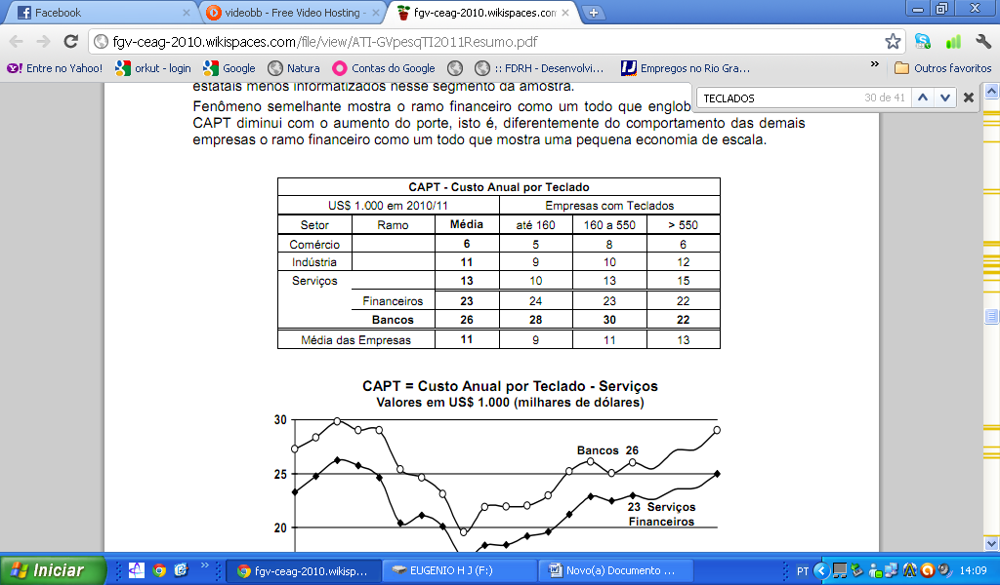 Facebook
videobb - Free Video Hosting -
fgv-ceag-2010.wikispaces.com
fgv-ceag-2010.wikispaces.com/file/view/ATI-GVpesqTI2011Resumo.pdf
Entre no Yahoo! orkut - login Google Natura Contas do Google :: FDRH - Desenvolvi... Empregos no Rio Gra... » Outros favoritos
TECLADOS 30 de 41
estatais menos informatizados nesse segmento da amostra.
Fenômeno semelhante mostra o ramo financeiro como um todo que englob
CAPT diminui com o aumento do porte, isto é, diferentemente do comportamento das demais
empresas o ramo financeiro como um todo que mostra uma pequena economia de escala.
CAPT - Custo Anual por Teclado
US$ 1.000 em 2010/11 Empresas com Teclados
Setor Ramo Média até 160 160 a 550 > 550
Comércio 6 5 8 6
Indústria 11 9 10 12
Serviços 13 10 13 15
Financeiros 23 24 23 22
Bancos 26 28 30 22
Média das Empresas 11 9 11 13
CAPT = Custo Anual por Teclado - Serviços
Valores em US$ 1.000 (milhares de dólares)
30
Bancos 26
25
23 Serviços
Financeiros
20
Iniciar » fgv-ceag-2010.wikisp... EUGENIO H J (F:) Novo(a) Documento ... PT 14:09